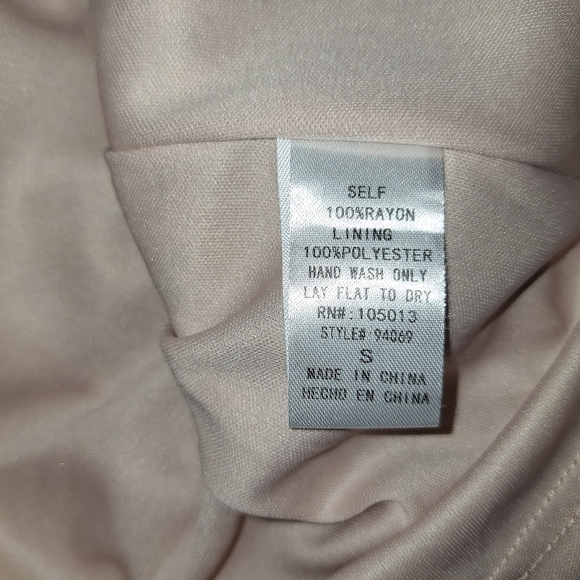 SELF
100%RAYON
LINING
100%POLYESTER
HAND WASH ONLY
LAY FLAT TO DRY
RN#:105013
STYLE# 94069
S
MADE IN CHINA
HECHO EN CHINA